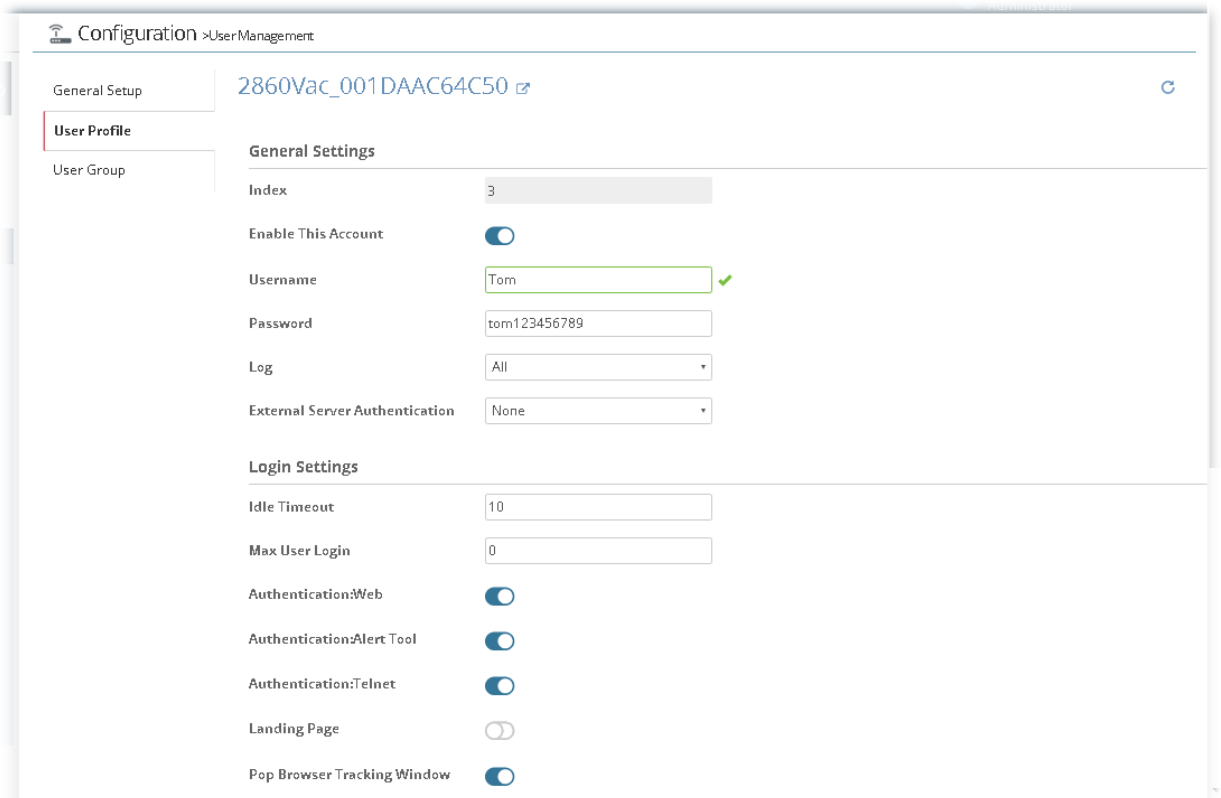 Administrator
Configuration >User Management
General Setup
User Profile
User Group
2860Vac_001DAAC64C50
General Settings
Index 3
Enable This Account
Username Tom
Password tom123456789
Log All
External Server Authentication None
Login Settings
Idle Timeout 10
Max User Login 0
Authentication:Web
Authentication:Alert Tool
Authentication:Telnet
Landing Page
Pop Browser Tracking Window